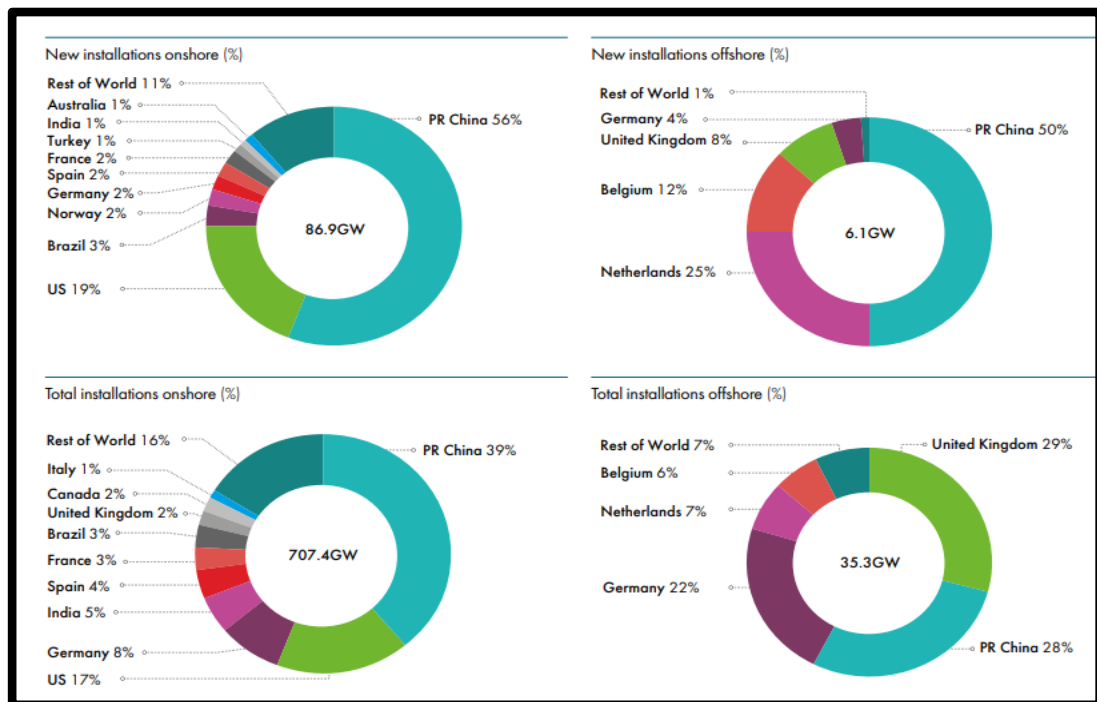 New installations onshore (%)
Rest of World 11%
Australia 1%
India 1%
Turkey 1%
France 2%
Spain 2%
Germany 2%
Norway 2%
Brazil 3%
US 19%
PR China 56%
86.9GW
New installations offshore (%)
Rest of World 1%
Germany 4%
United Kingdom 8%
Belgium 12%
Netherlands 25%
PR China 50%
6.1GW
Total installations onshore (%)
Rest of World 16%
Italy 1%
Canada 2%
United Kingdom 2%
Brazil 3%
France 3%
Spain 4%
India 5%
Germany 8%
US 17%
PR China 39%
707.4GW
Total installations offshore (%)
Rest of World 7%
Belgium 6%
Netherlands 7%
Germany 22%
United Kingdom 29%
PR China 28%
35.3GW